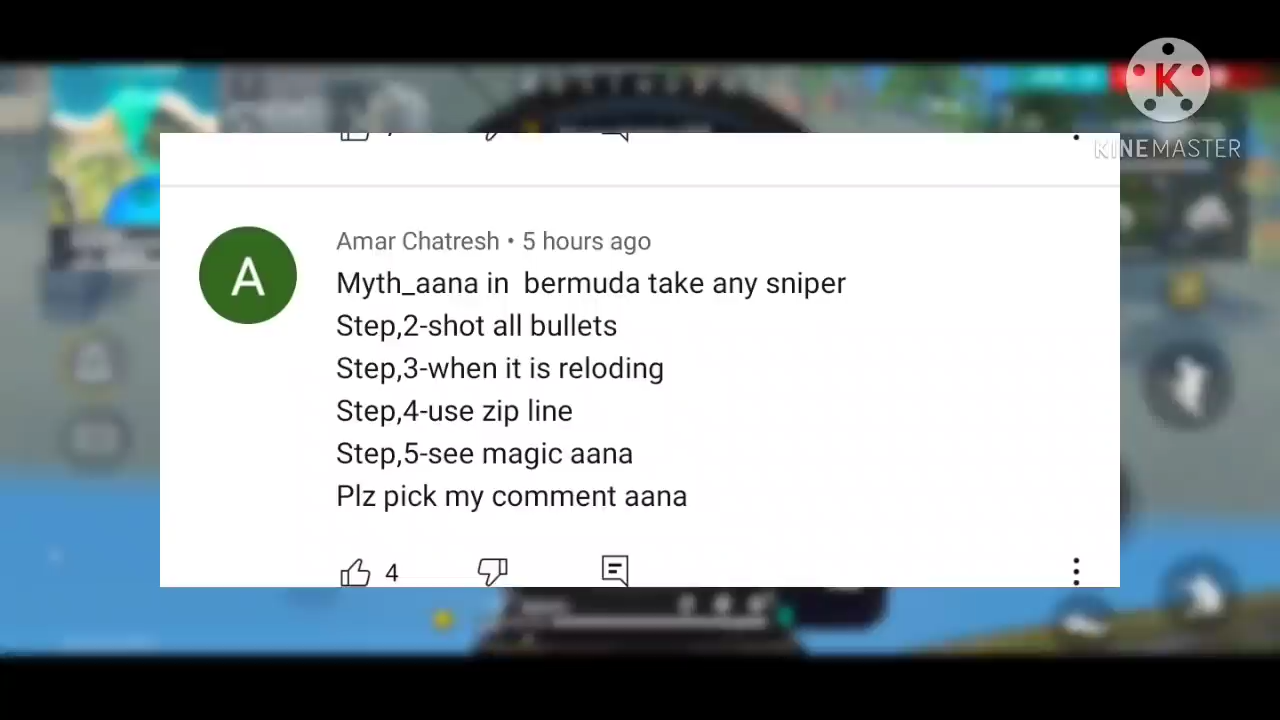 KINEMASTER
Amar Chatresh • 5 hours ago
Myth_aana in bermuda take any sniper
Step,2-shot all bullets
Step,3-when it is reloding
Step,4-use zip line
Step,5-see magic aana
Plz pick my comment aana
4